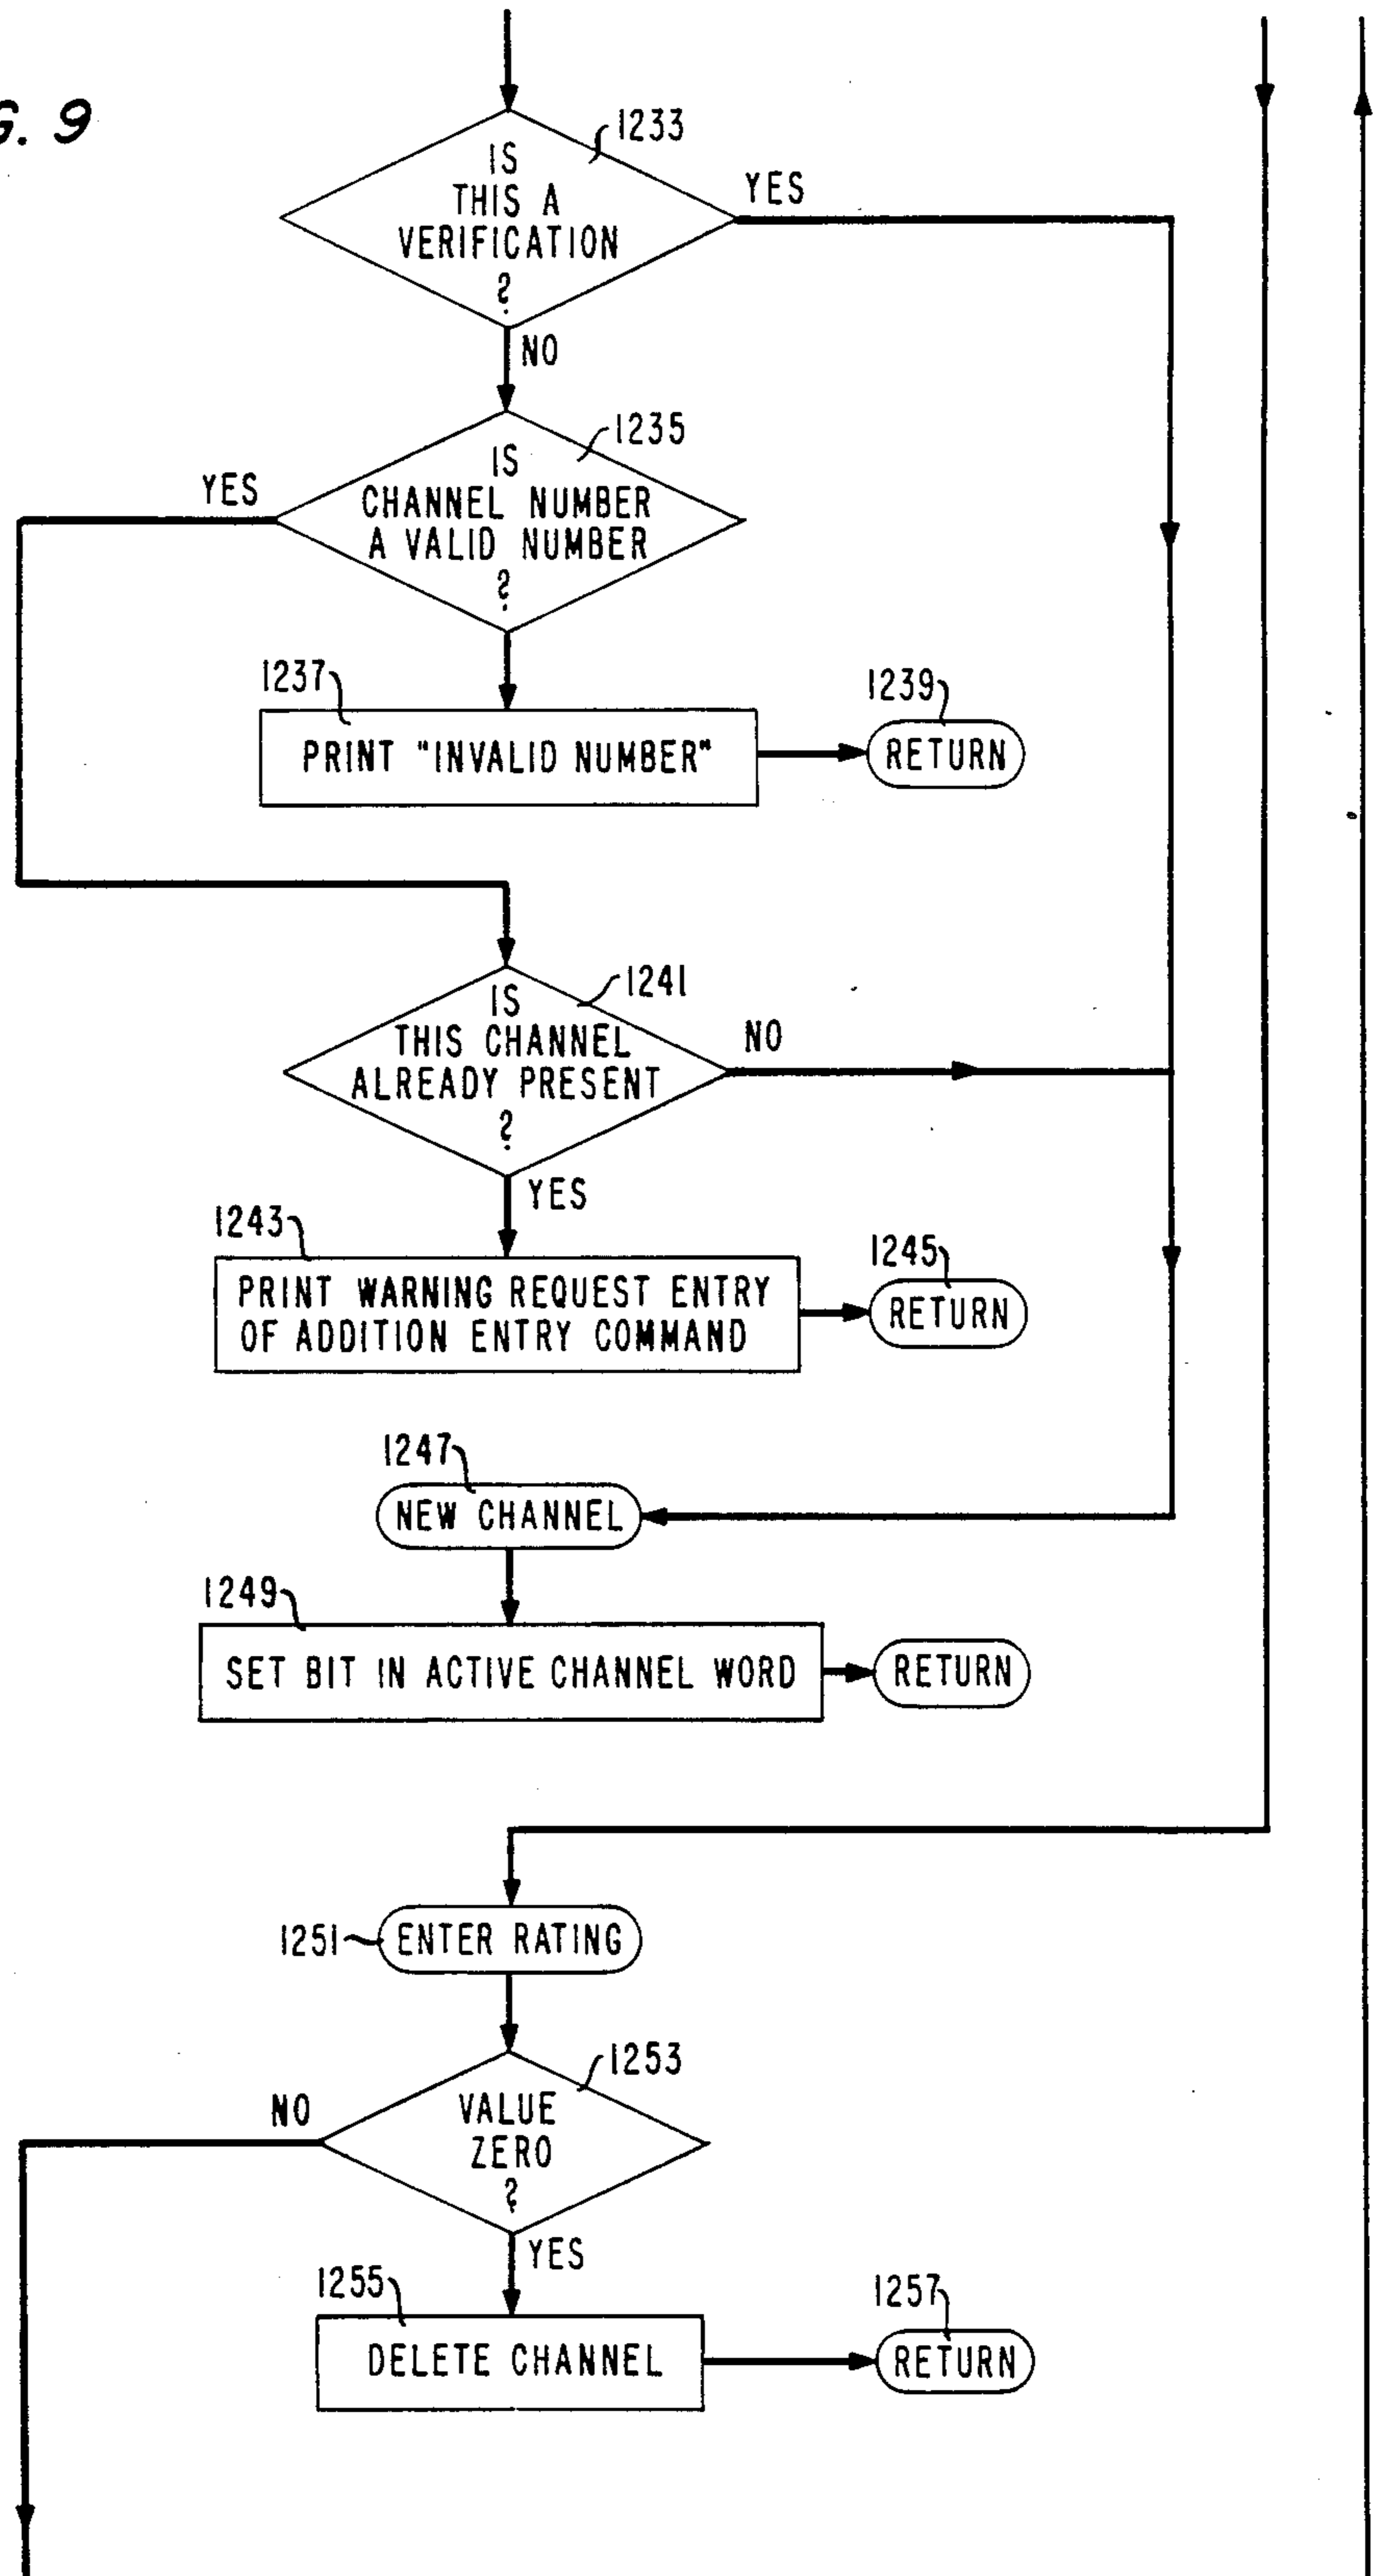 G. 9
1233
IS
THIS A
VERIFICATION
?
YES
NO
1235
IS
CHANNEL NUMBER
A VALID NUMBER
?
YES
1237
PRINT "INVALID NUMBER"
1239
RETURN
1241
IS
THIS CHANNEL
ALREADY PRESENT
?
NO
YES
1243
PRINT WARNING REQUEST ENTRY
OF ADDITION ENTRY COMMAND
1245
RETURN
1247
NEW CHANNEL
1249
SET BIT IN ACTIVE CHANNEL WORD
RETURN
1251
ENTER RATING
1253
VALUE
ZERO
?
NO
YES
1255
DELETE CHANNEL
1257
RETURN